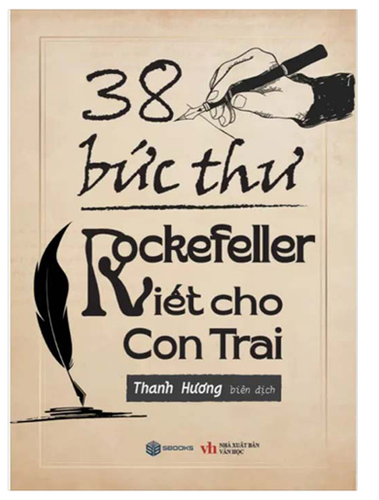 38
bức thư
Rockefeller
Viết cho
Con Trai
Thanh Hương biên dịch
SBOOKS
vh NHÀ XUẤT BẢN
VĂN HỌC